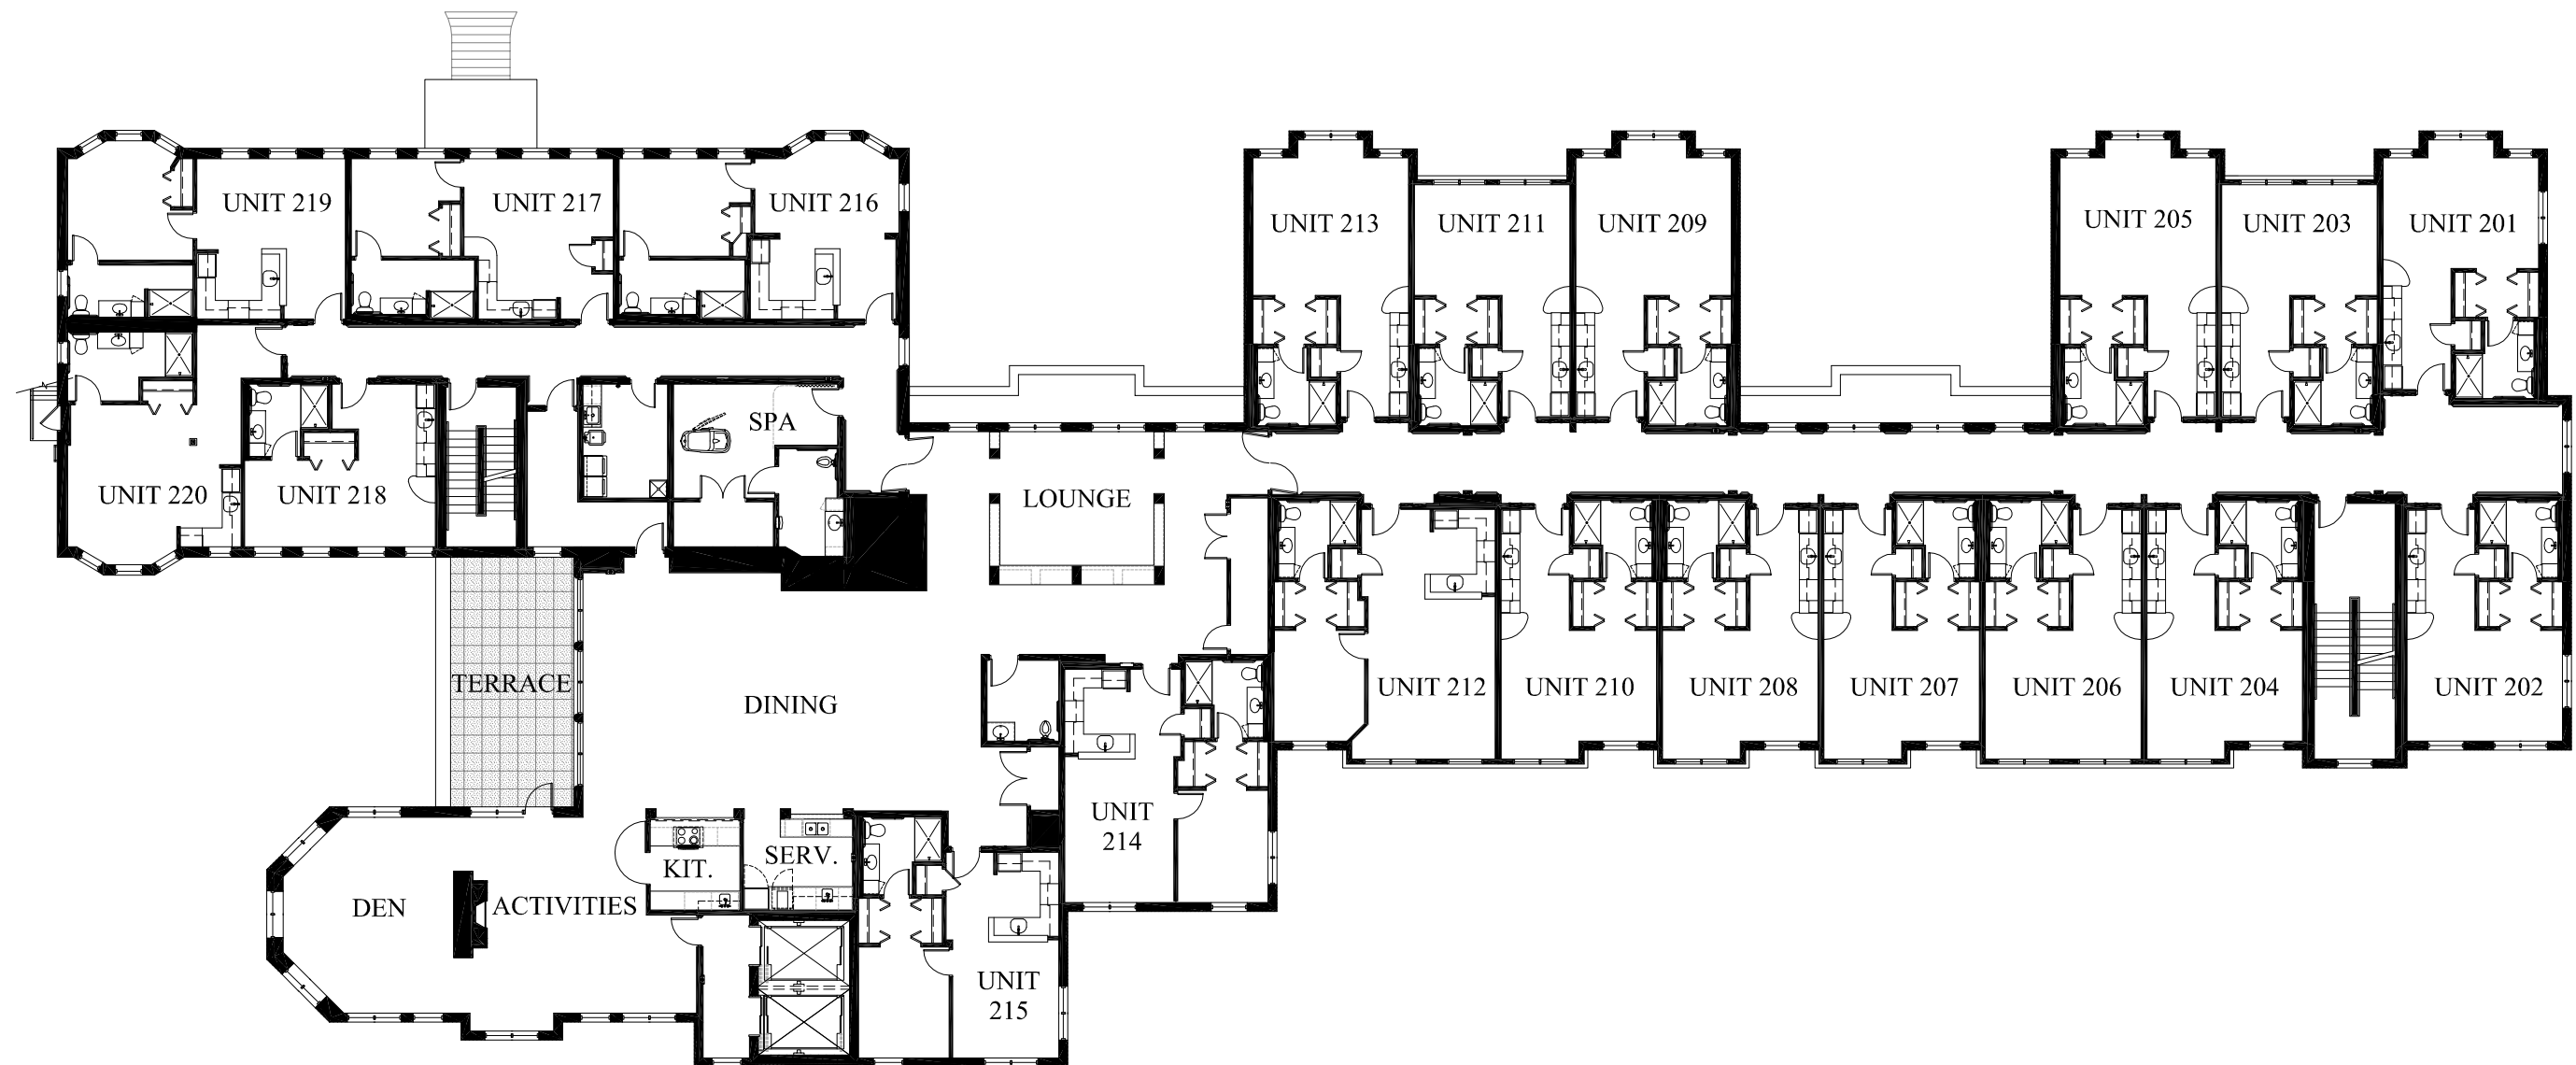 UNIT 219
UNIT 217
UNIT 216
UNIT 213
UNIT 211
UNIT 209
UNIT 205
UNIT 203
UNIT 201
SPA
UNIT 220
UNIT 218
LOUNGE
TERRACE
DINING
UNIT 212
UNIT 210
UNIT 208
UNIT 207
UNIT 206
UNIT 204
UNIT 202
UNIT
214
KIT.
SERV.
DEN
ACTIVITIES
UNIT
215